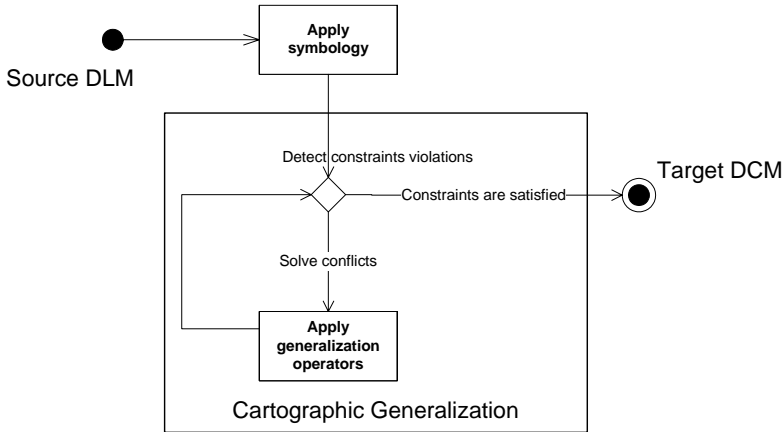 Apply
symbology
Source DLM
Detect constraints violations
Target DCM
Constraints are satisfied
Solve conflicts
Apply
generalization
operators
Cartographic Generalization